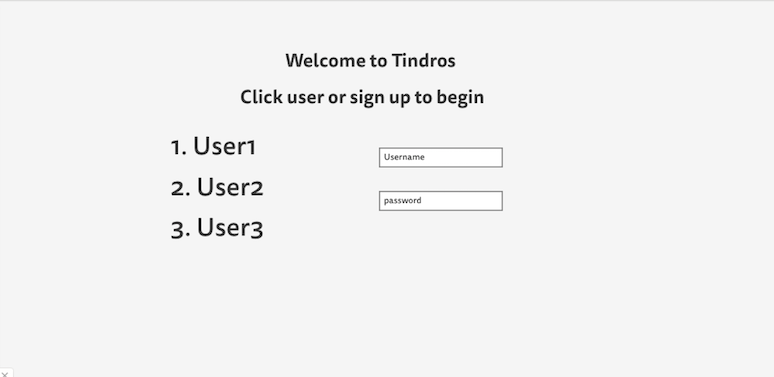 Welcome to Tindros
Click user or sign up to begin
1. User1
2. User2
3. User3
Username
password